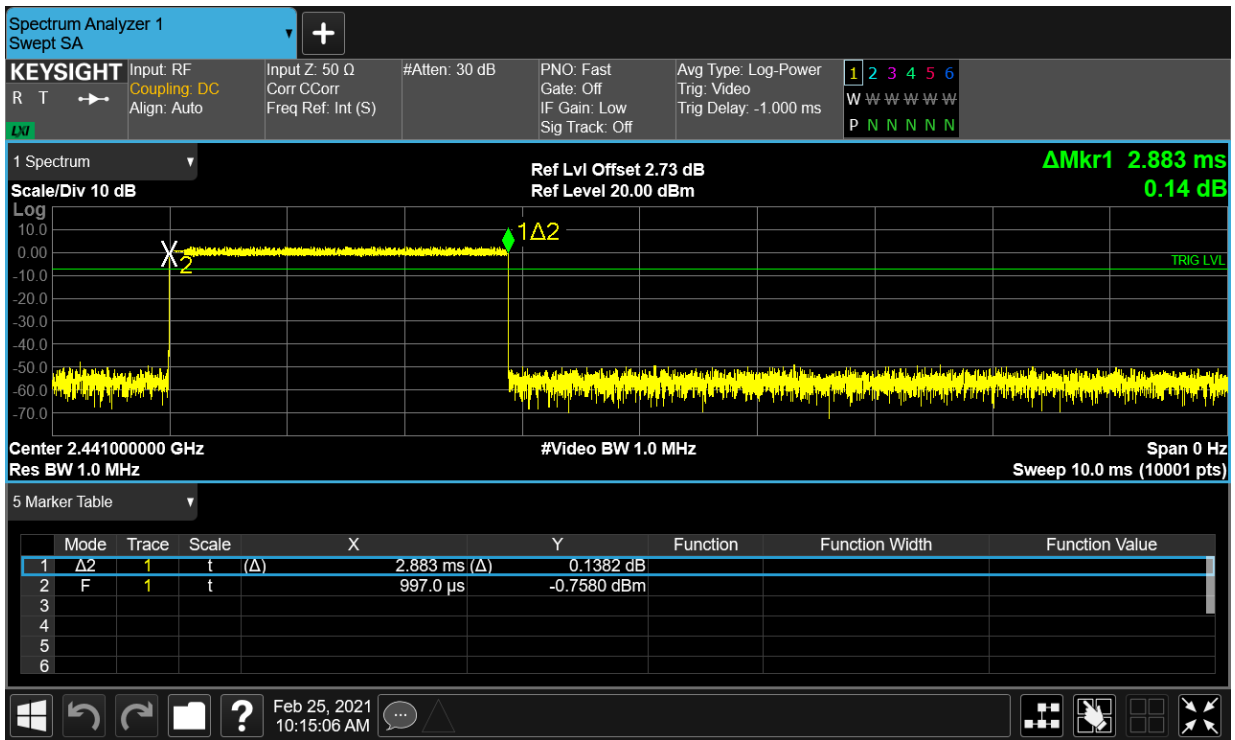 Spectrum Analyzer 1
Swept SA
+
KEYSIGHT
R T
LXI
Input: RF
Coupling: DC
Align: Auto
Input Z: 50 Ω
Corr CCorr
Freq Ref: Int (S)
#Atten: 30 dB
PNO: Fast
Gate: Off
IF Gain: Low
Sig Track: Off
Avg Type: Log-Power
Trig: Video
Trig Delay: -1.000 ms
1 2 3 4 5 6
W W W W W W
P N N N N N
1 Spectrum
Scale/Div 10 dB
Ref Lvl Offset 2.73 dB
Ref Level 20.00 dBm
ΔMkr1 2.883 ms
0.14 dB
Log
10.0
0.00
-10.0
-20.0
-30.0
-40.0
-50.0
-60.0
-70.0
2
1Δ2
TRIG LVL
Center 2.441000000 GHz
#Video BW 1.0 MHz
Span 0 Hz
Res BW 1.0 MHz
Sweep 10.0 ms (10001 pts)
5 Marker Table
Mode Trace Scale X Y Function Function Width Function Value
1 Δ2 1 t (Δ) 2.883 ms (Δ) 0.1382 dB
2 F 1 t 997.0 µs -0.7580 dBm
3
4
5
6
?
Feb 25, 2021
10:15:06 AM